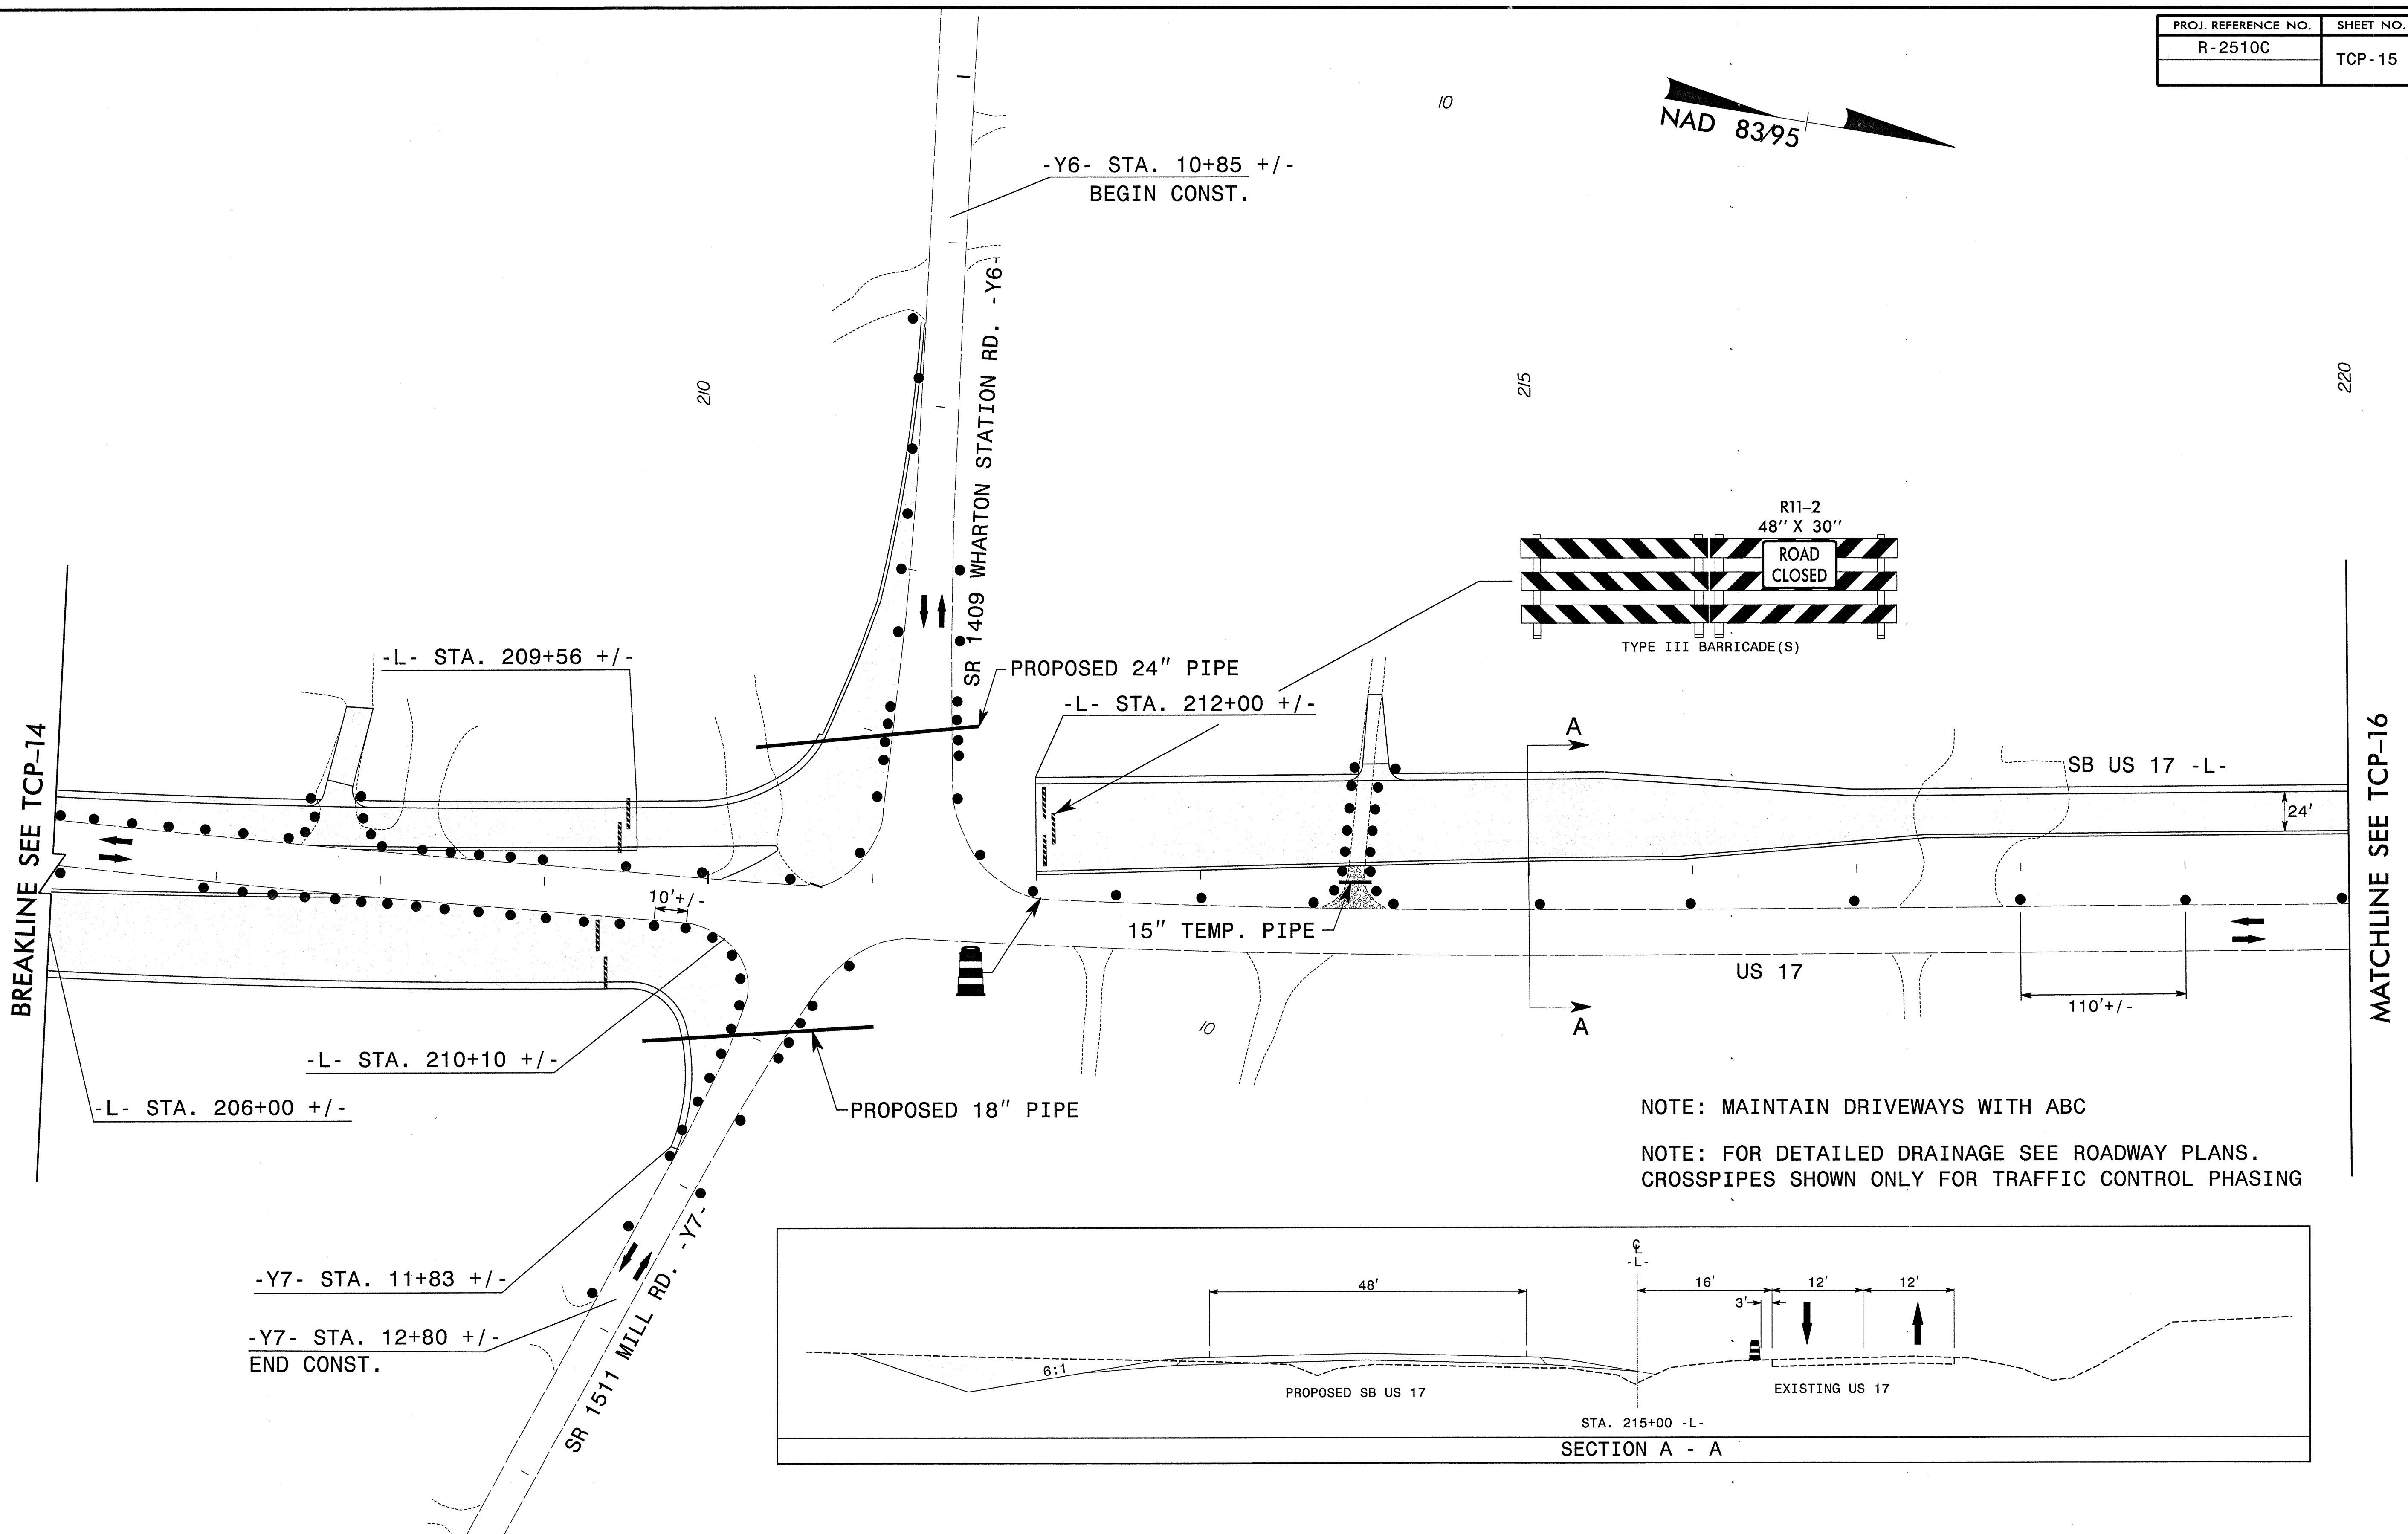 PROJ. REFERENCE NO.
SHEET NO.
R-2510C
TCP-15
10
NAD 83/95
-Y6- STA. 10+85 +/-
BEGIN CONST.
SR 1409 WHARTON STATION RD. -Y6-
210
215
220
R11-2
48" X 30"
ROAD
CLOSED
TYPE III BARRICADE(S)
-L- STA. 209+56 +/-
PROPOSED 24" PIPE
-L- STA. 212+00 +/-
A
SB US 17 -L-
24'
BREAKLINE SEE TCP-14
MATCHLINE SEE TCP-16
10'+/-
15" TEMP. PIPE
US 17
110'+/-
A
10
-L- STA. 210+10 +/-
-L- STA. 206+00 +/-
PROPOSED 18" PIPE
NOTE: MAINTAIN DRIVEWAYS WITH ABC
NOTE: FOR DETAILED DRAINAGE SEE ROADWAY PLANS.
CROSSPIPES SHOWN ONLY FOR TRAFFIC CONTROL PHASING
-Y7- STA. 11+83 +/-
-Y7- STA. 12+80 +/-
END CONST.
SR 1511 MILL RD. -Y7-
℄
-L-
48'
16'
12'
12'
3'
6:1
PROPOSED SB US 17
EXISTING US 17
STA. 215+00 -L-
SECTION A - A